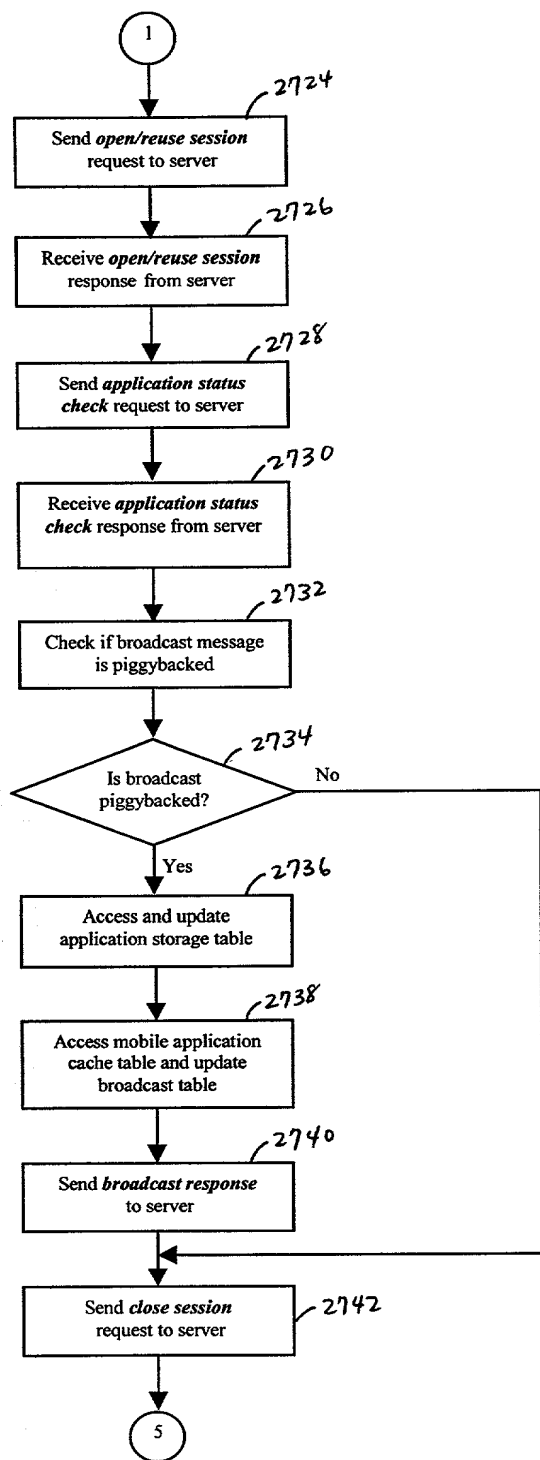 1
2724
Send open/reuse session
request to server
2726
Receive open/reuse session
response from server
2728
Send application status
check request to server
2730
Receive application status
check response from server
2732
Check if broadcast message
is piggybacked
2734
Is broadcast
piggybacked?
No
Yes
2736
Access and update
application storage table
2738
Access mobile application
cache table and update
broadcast table
2740
Send broadcast response
to server
2742
Send close session
request to server
5